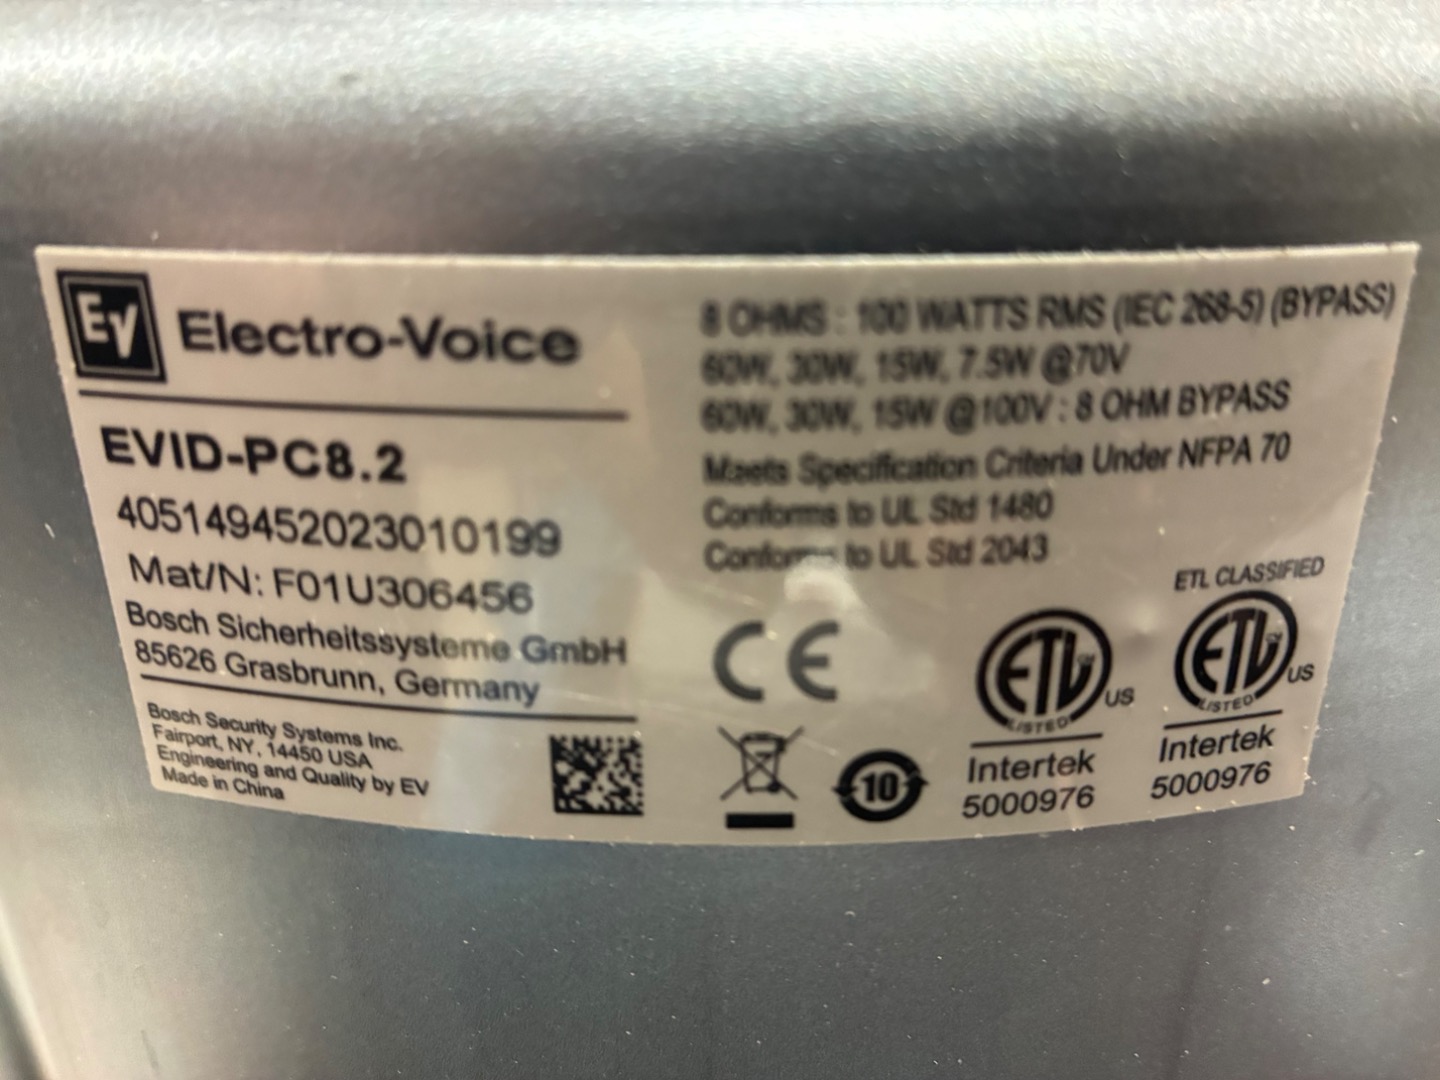 EV Electro-Voice
EVID-PC8.2
405149452023010199
Mat/N: F01U306456
Bosch Sicherheitssysteme GmbH
85626 Grasbrunn, Germany
Bosch Security Systems Inc.
Fairport, NY, 14450 USA
Engineering and Quality by EV
Made in China
8 OHMS : 100 WATTS RMS (IEC 268-5) (BYPASS)
60W, 30W, 15W, 7.5W @70V
60W, 30W, 15W @100V : 8 OHM BYPASS
Meets Specification Criteria Under NFPA 70
Conforms to UL Std 1480
Conforms to UL Std 2043
CE
10
ETL
LISTED
US
Intertek
5000976
ETL CLASSIFIED
ETL
LISTED
US
Intertek
5000976